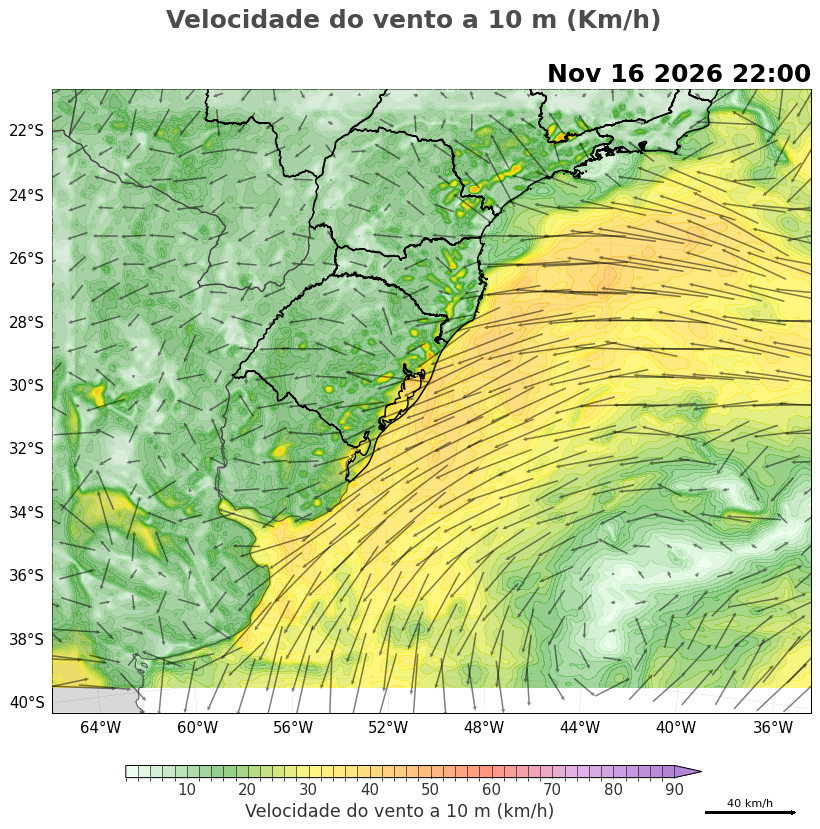 Velocidade do vento a 10 m (Km/h)
Nov 16 2026 22:00
22°S
24°S
26°S
28°S
30°S
32°S
34°S
36°S
38°S
40°S
64°W 60°W 56°W 52°W 48°W 44°W 40°W 36°W
10 20 30 40 50 60 70 80 90
Velocidade do vento a 10 m (km/h)
40 km/h